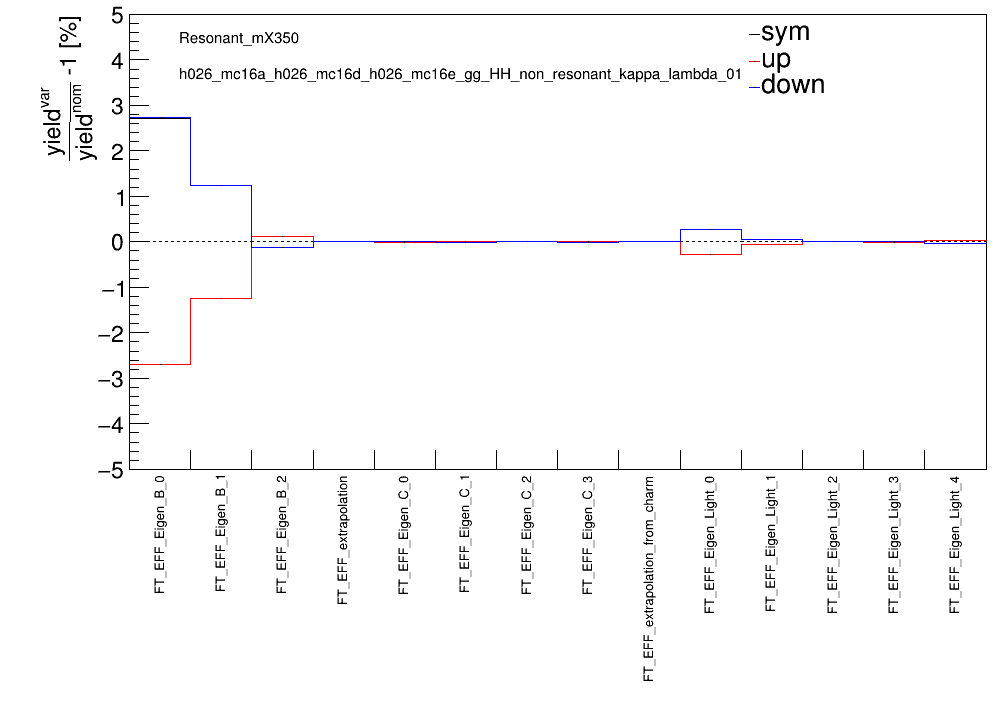 Resonant_mX350
h026_mc16a_h026_mc16d_h026_mc16e_gg_HH_non_resonant_kappa_lambda_01
sym
up
down
yield^var
yield^nom -1 [%]
5
4
3
2
1
0
−1
−2
−3
−4
−5
FT_EFF_Eigen_B_0
FT_EFF_Eigen_B_1
FT_EFF_Eigen_B_2
FT_EFF_extrapolation
FT_EFF_Eigen_C_0
FT_EFF_Eigen_C_1
FT_EFF_Eigen_C_2
FT_EFF_Eigen_C_3
FT_EFF_extrapolation_from_charm
FT_EFF_Eigen_Light_0
FT_EFF_Eigen_Light_1
FT_EFF_Eigen_Light_2
FT_EFF_Eigen_Light_3
FT_EFF_Eigen_Light_4